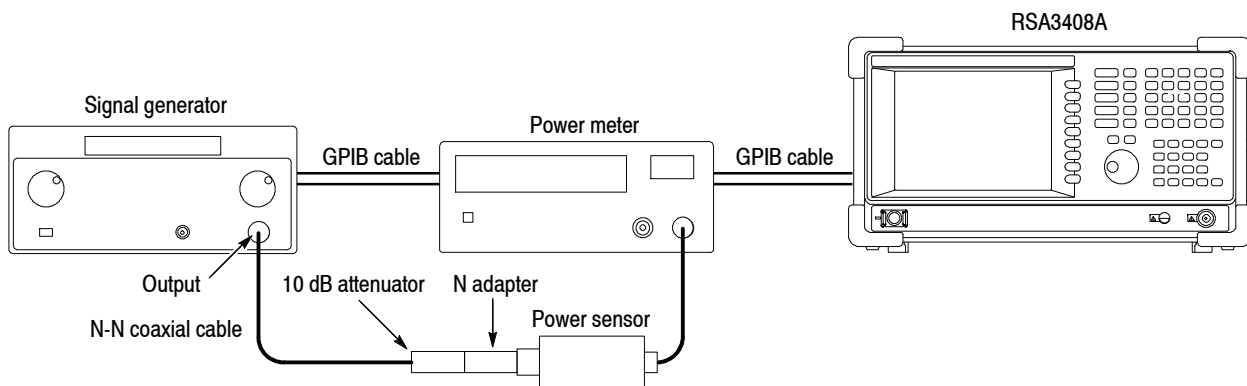 RSA3408A
Signal generator
Power meter
GPIB cable
GPIB cable
Output
10 dB attenuator
N adapter
N-N coaxial cable
Power sensor